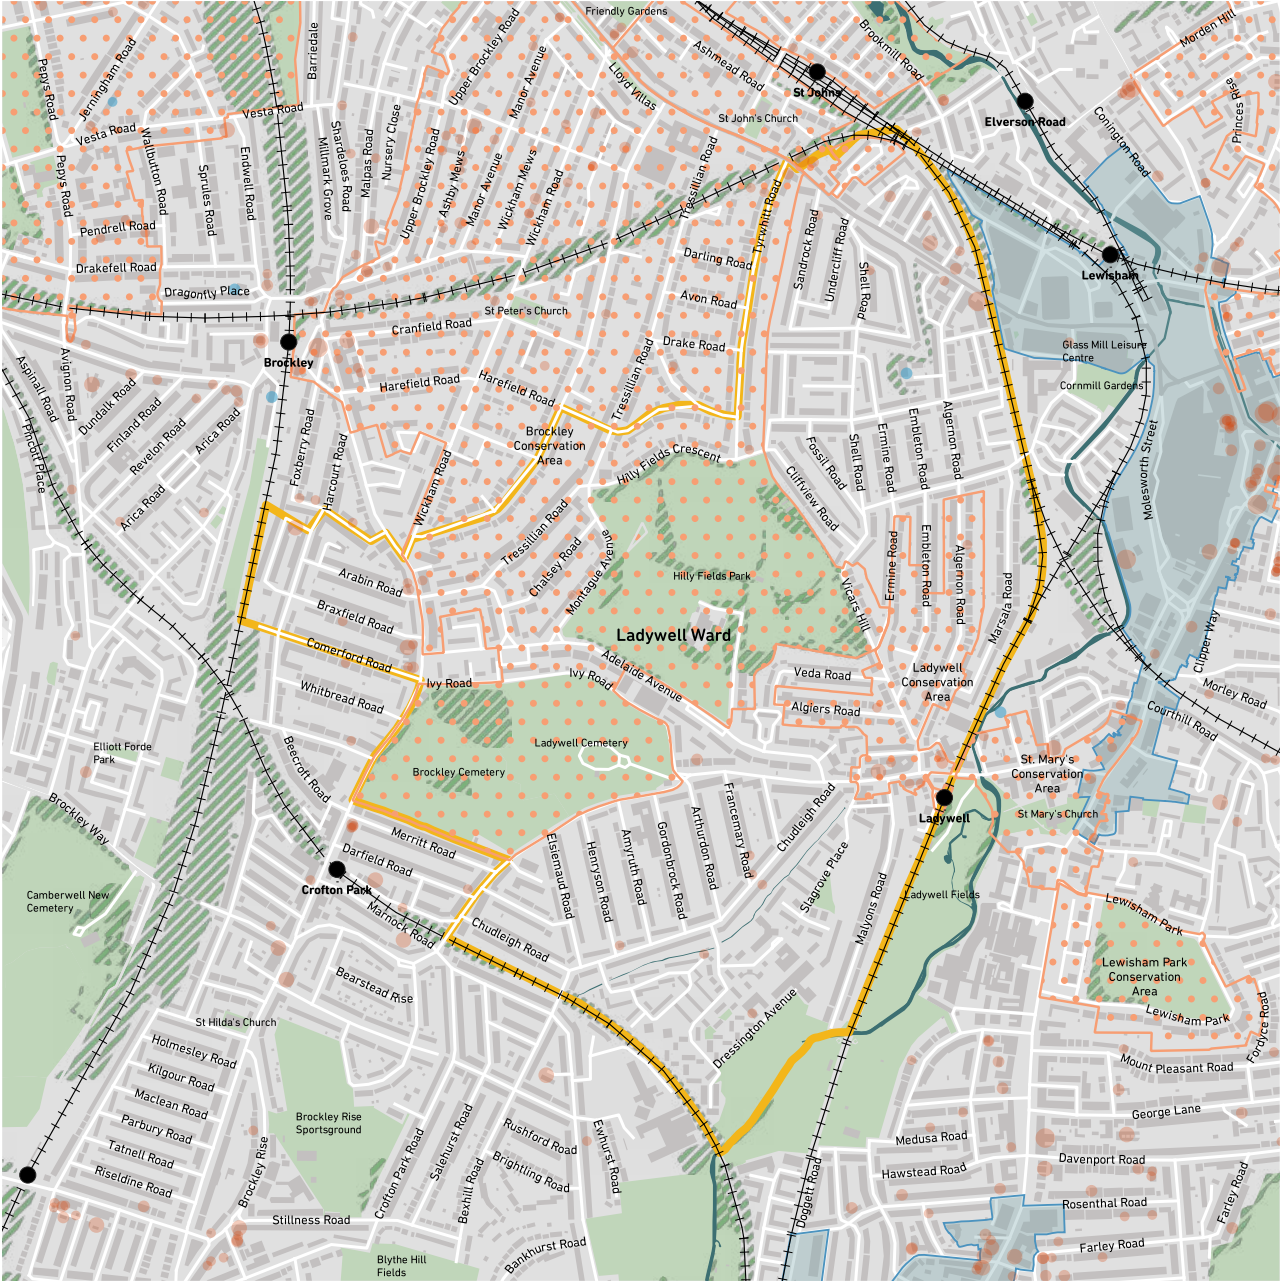 Friendly Gardens
Morden Hill
Barriedale
Upper Brockley Road
Brookmill Road
Ashmead Road
Jerningham Road
Pepys Road
Manor Avenue
Lloyd Villas
St Johns
Princes Rise
Elverson Road
Conington Road
Vesta Road
Vesta Road
St John's Church
Nursery Close
Malpas Road
Shardeloes Road
Millmark Grove
Wallbutton Road
Endwell Road
Sprules Road
Pepys Road
Upper Brockley Road
Ashby Mews
Manor Avenue
Wickham Mews
Wickham Road
Tressillian Road
Tyrwhitt Road
Pendrell Road
Drakefell Road
Dragonfly Place
Darling Road
Sandrock Road
Undercliff Road
Shell Road
Lewisham
Avon Road
St Peter's Church
Cranfield Road
Drake Road
Glass Mill Leisure
Centre
Cornmill Gardens
Brockley
Aspinall Road
Avignon Road
Dundalk Road
Finland Road
Revelon Road
Arica Road
Harefield Road
Harefield Road
Tressillian Road
Brockley
Conservation
Area
Pincott Place
Arica Road
Foxberry Road
Harcourt Road
Wickham Road
Hilly Fields Crescent
Cliffview Road
Fossil Road
Shell Road
Ermine Road
Embleton Road
Algernon Road
Molesworth Street
Tressillian Road
Chalsey Road
Montague Avenue
Hilly Fields Park
Ermine Road
Embleton Road
Algernon Road
Marsala Road
Vicars Hill
Arabin Road
Braxfield Road
Comerford Road
Ladywell Ward
Clipper Way
Whitbread Road
Ivy Road
Ivy Road
Adelaide Avenue
Veda Road
Algiers Road
Ladywell
Conservation
Area
Morley Road
Courthill Road
Elliott Forde
Park
Beecroft Road
Ladywell Cemetery
Brockley Cemetery
St. Mary's
Conservation
Area
St Mary's Church
Ladywell
Brockley Way
Merritt Road
Darfield Road
Crofton Park
Marnock Road
Chudleigh Road
Elsiemaud Road
Henryson Road
Amyruth Road
Gordonbrock Road
Arthurdon Road
Francemary Road
Chudleigh Road
Slagrove Place
Malyons Road
Ladywell Fields
Camberwell New
Cemetery
Lewisham Park
Lewisham Park
Conservation
Area
Lewisham Park
Fordyce Road
Bearstead Rise
St Hilda's Church
Dressington Avenue
Holmesley Road
Kilgour Road
Maclean Road
Parbury Road
Tatnell Road
Riseldine Road
Mount Pleasant Road
George Lane
Brockley Rise
Sportsground
Brockley Rise
Stillness Road
Crofton Park Road
Salehurst Road
Bexhill Road
Rushford Road
Brightling Road
Ewhurst Road
Bankhurst Road
Blythe Hill
Fields
Medusa Road
Hawstead Road
Doggett Road
Davenport Road
Rosenthal Road
Farley Road
Farley Road